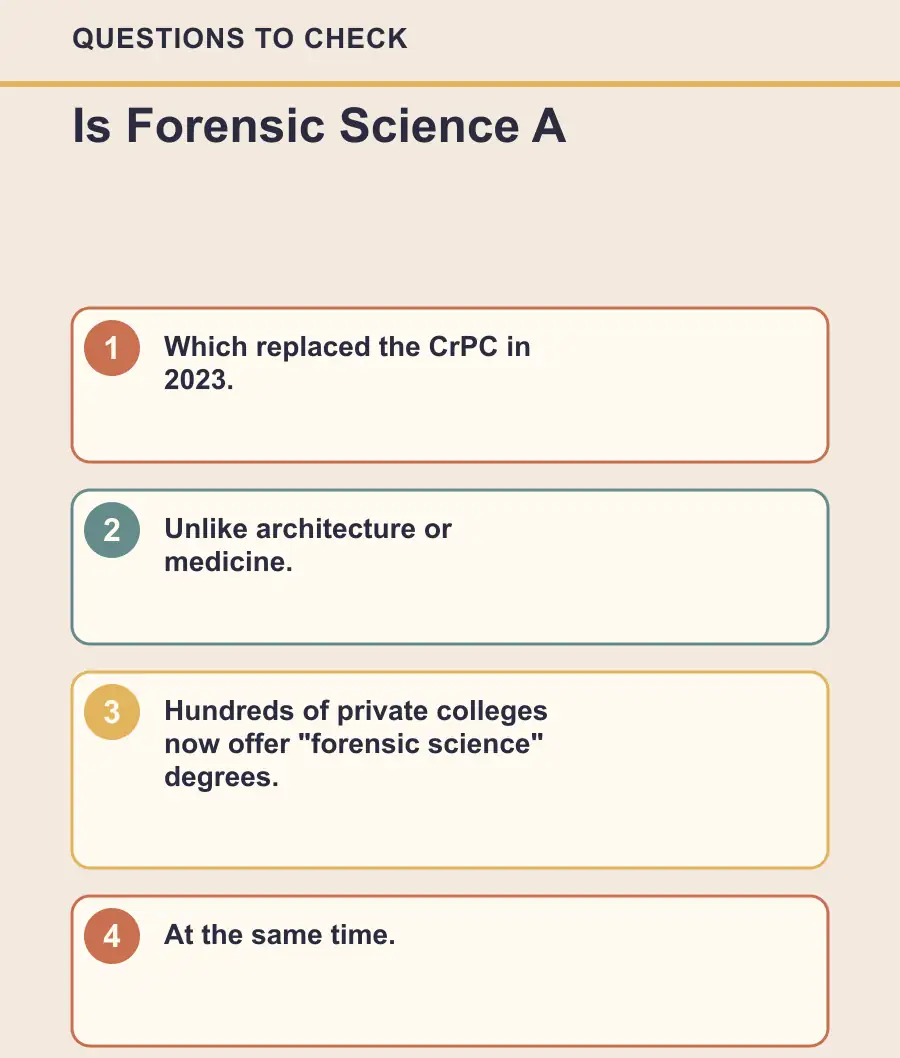 QUESTIONS TO CHECK
Is Forensic Science A
1
Which replaced the CrPC in
2023.
2
Unlike architecture or
medicine.
3
Hundreds of private colleges
now offer "forensic science"
degrees.
4
At the same time.